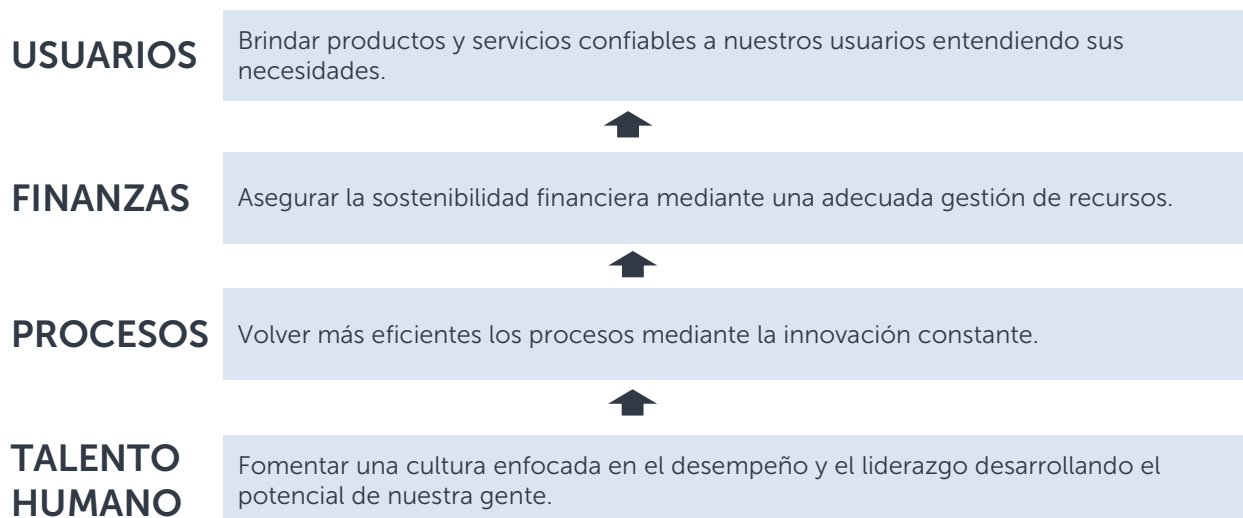 USUARIOS
Brindar productos y servicios confiables a nuestros usuarios entendiendo sus
necesidades.
FINANZAS
Asegurar la sostenibilidad financiera mediante una adecuada gestión de recursos.
PROCESOS
Volver más eficientes los procesos mediante la innovación constante.
TALENTO
HUMANO
Fomentar una cultura enfocada en el desempeño y el liderazgo desarrollando el
potencial de nuestra gente.